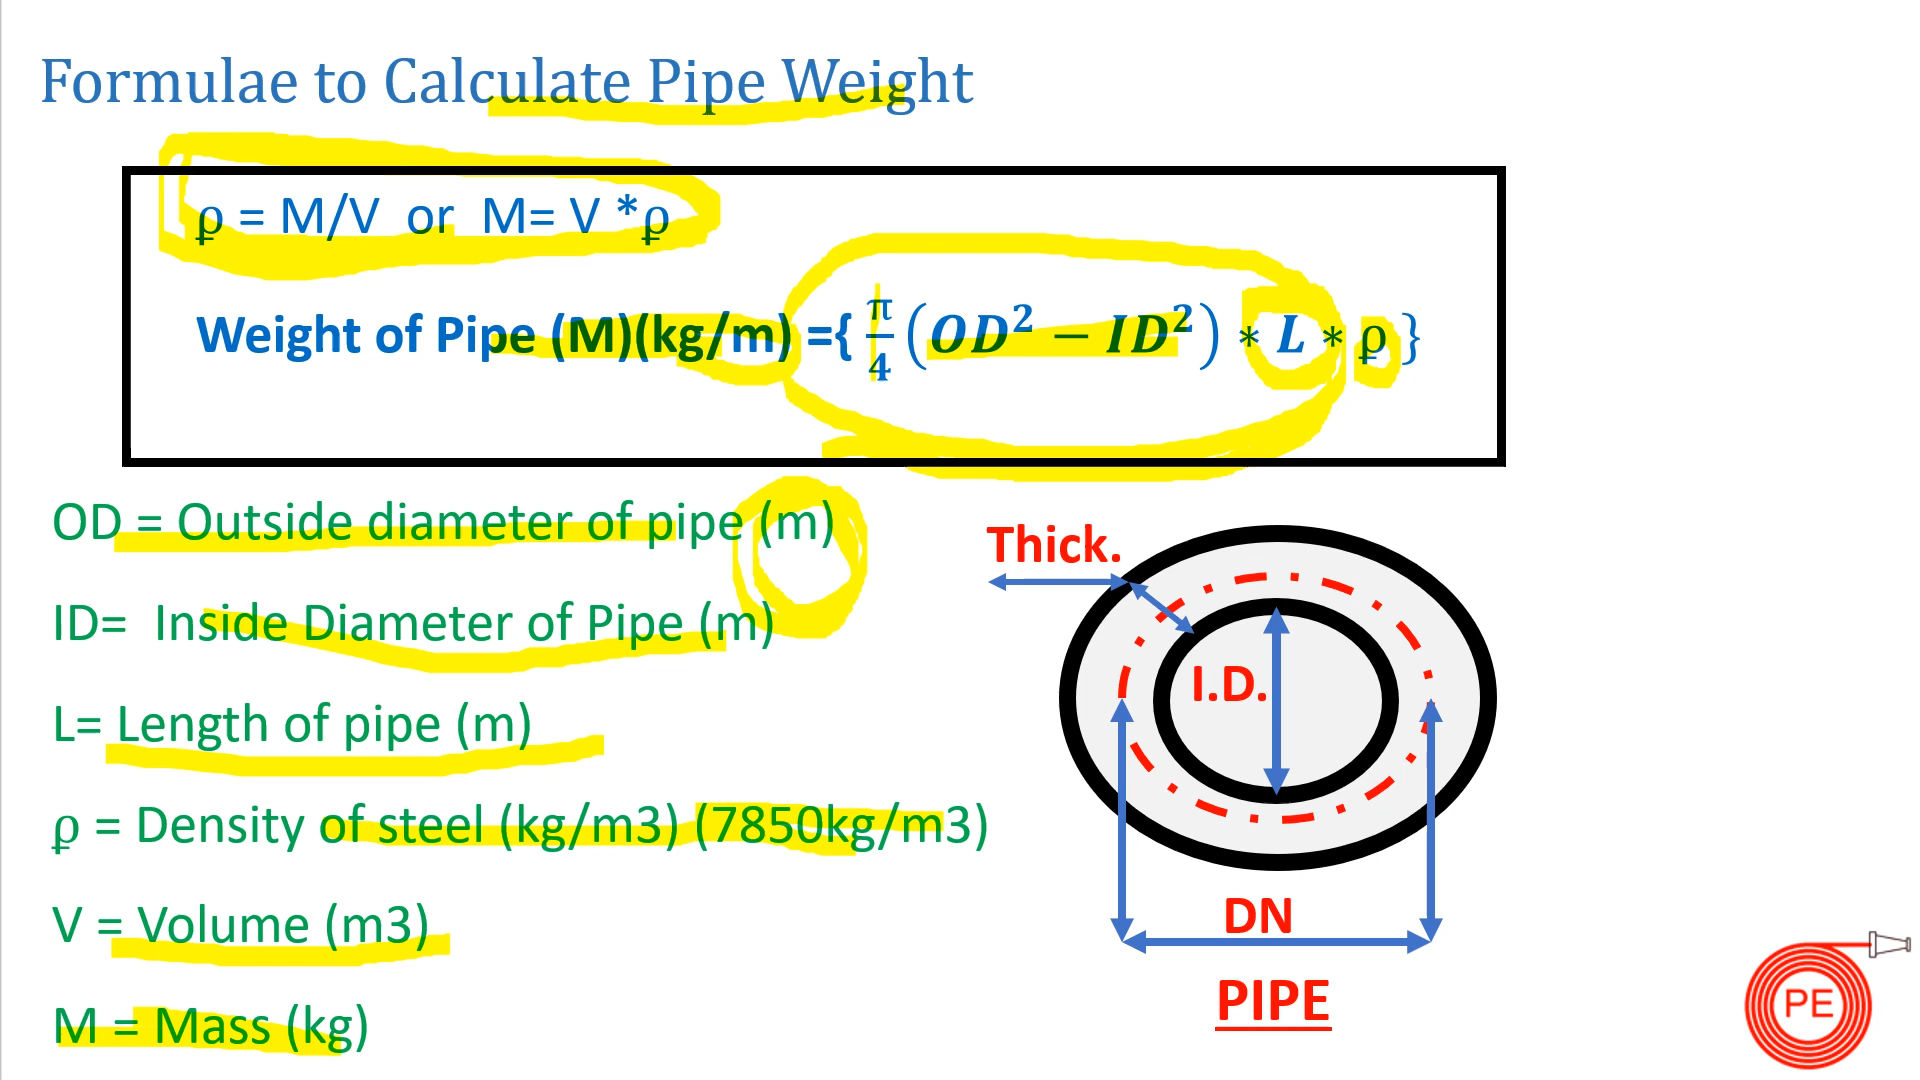 Formulae to Calculate Pipe Weight
ρ = M/V or M= V *ρ
Weight of Pipe (M)(kg/m) ={ π/4 (OD² − ID²) * L * ρ }
OD = Outside diameter of pipe (m)
ID= Inside Diameter of Pipe (m)
L= Length of pipe (m)
ρ = Density of steel (kg/m3) (7850kg/m3)
V = Volume (m3)
M = Mass (kg)
Thick.
I.D.
DN
PIPE
PE